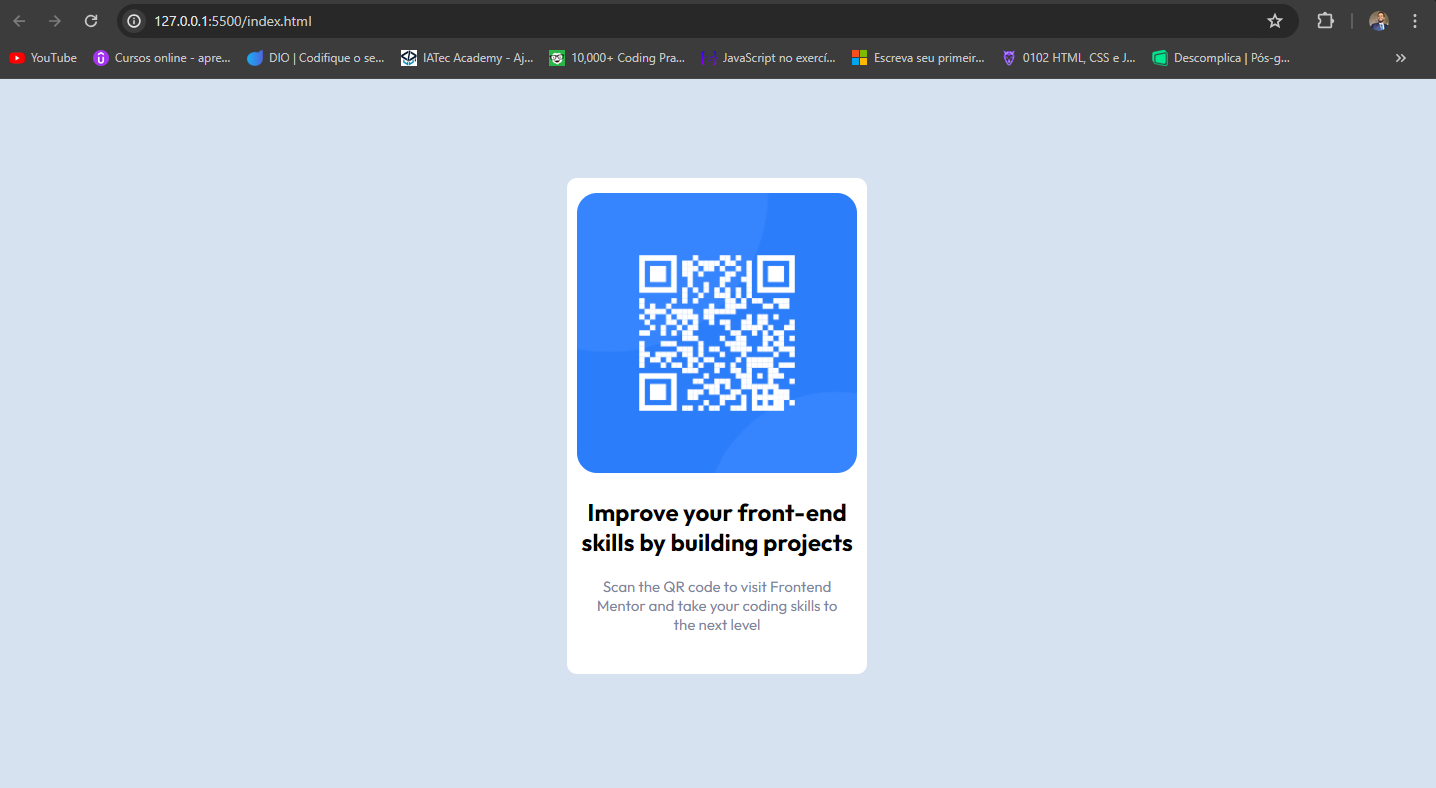 127.0.0.1:5500/index.html
YouTube
Cursos online - apre...
DIO | Codifique o se...
IATec Academy - Aj...
10,000+ Coding Pra...
JavaScript no exercí...
Escreva seu primeir...
0102 HTML, CSS e J...
Descomplica | Pós-g...
Improve your front-end
skills by building projects
Scan the QR code to visit Frontend
Mentor and take your coding skills to
the next level